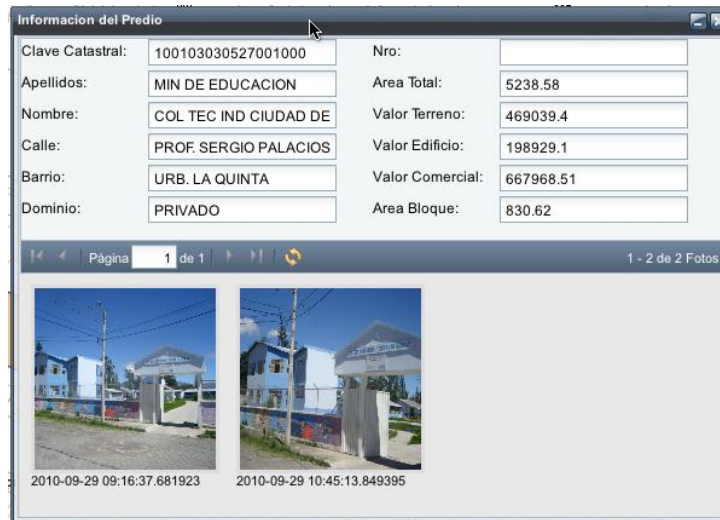 Informacion del Predio
Clave Catastral: 100103030527001000 Nro:
Apellidos: MIN DE EDUCACION Area Total: 5238.58
Nombre: COL TEC IND CIUDAD DE Valor Terreno: 469039.4
Calle: PROF. SERGIO PALACIOS Valor Edificio: 198929.1
Barrio: URB. LA QUINTA Valor Comercial: 667968.51
Dominio: PRIVADO Area Bloque: 830.62
Página 1 de 1 1 - 2 de 2 Fotos
2010-09-29 09:16:37.681923 2010-09-29 10:45:13.849395